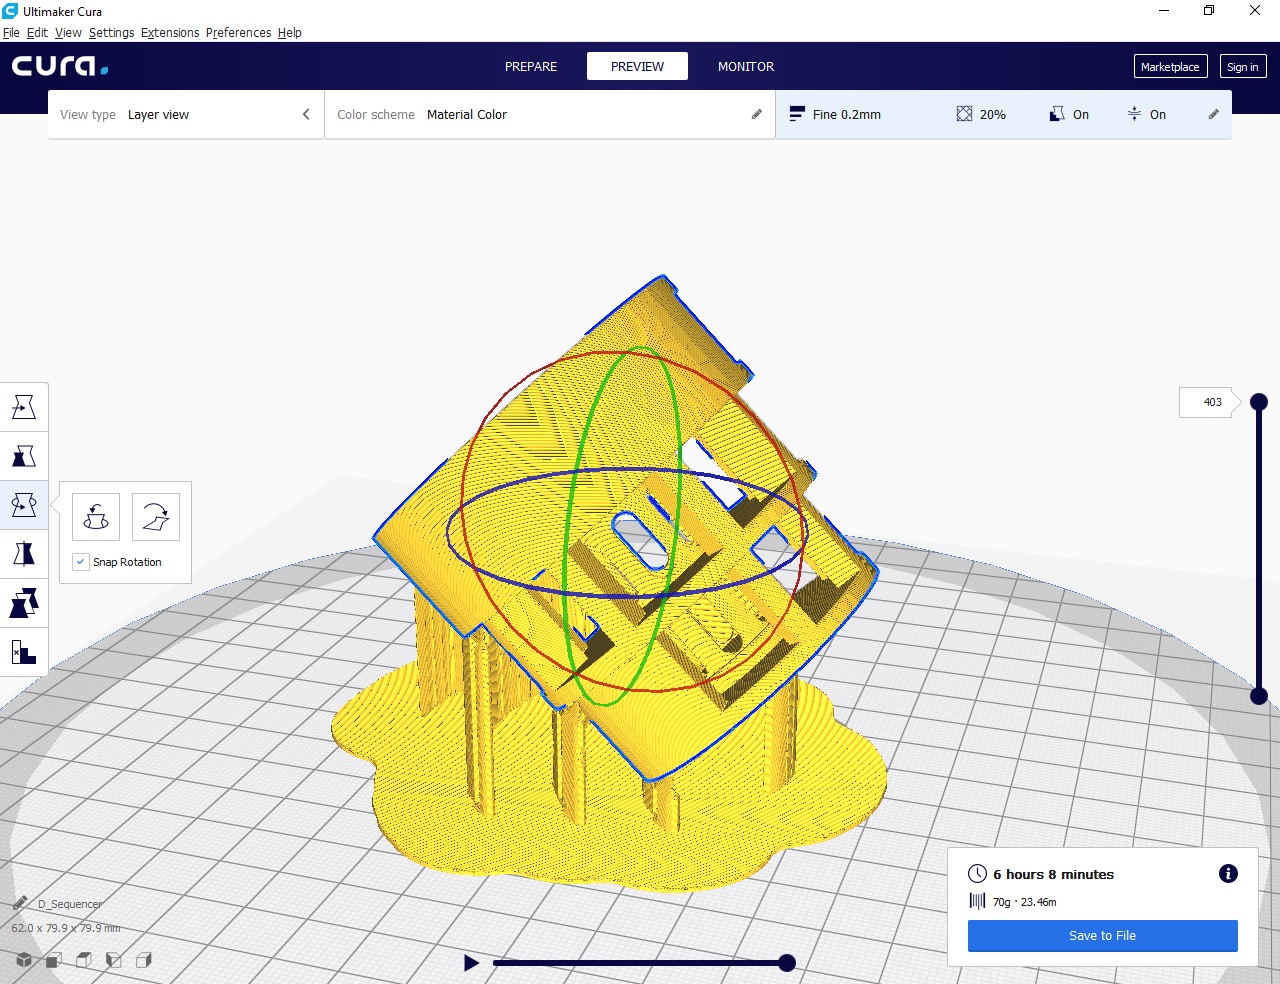 Ultimaker Cura
File Edit View Settings Extensions Preferences Help
cura.
PREPARE PREVIEW MONITOR
Marketplace Sign in
View type Layer view
Color scheme Material Color
Fine 0.2mm 20% On On
403
Snap Rotation
6 hours 8 minutes
70g · 23.46m
Save to File
D_Sequencer
62.0 x 79.9 x 79.9 mm